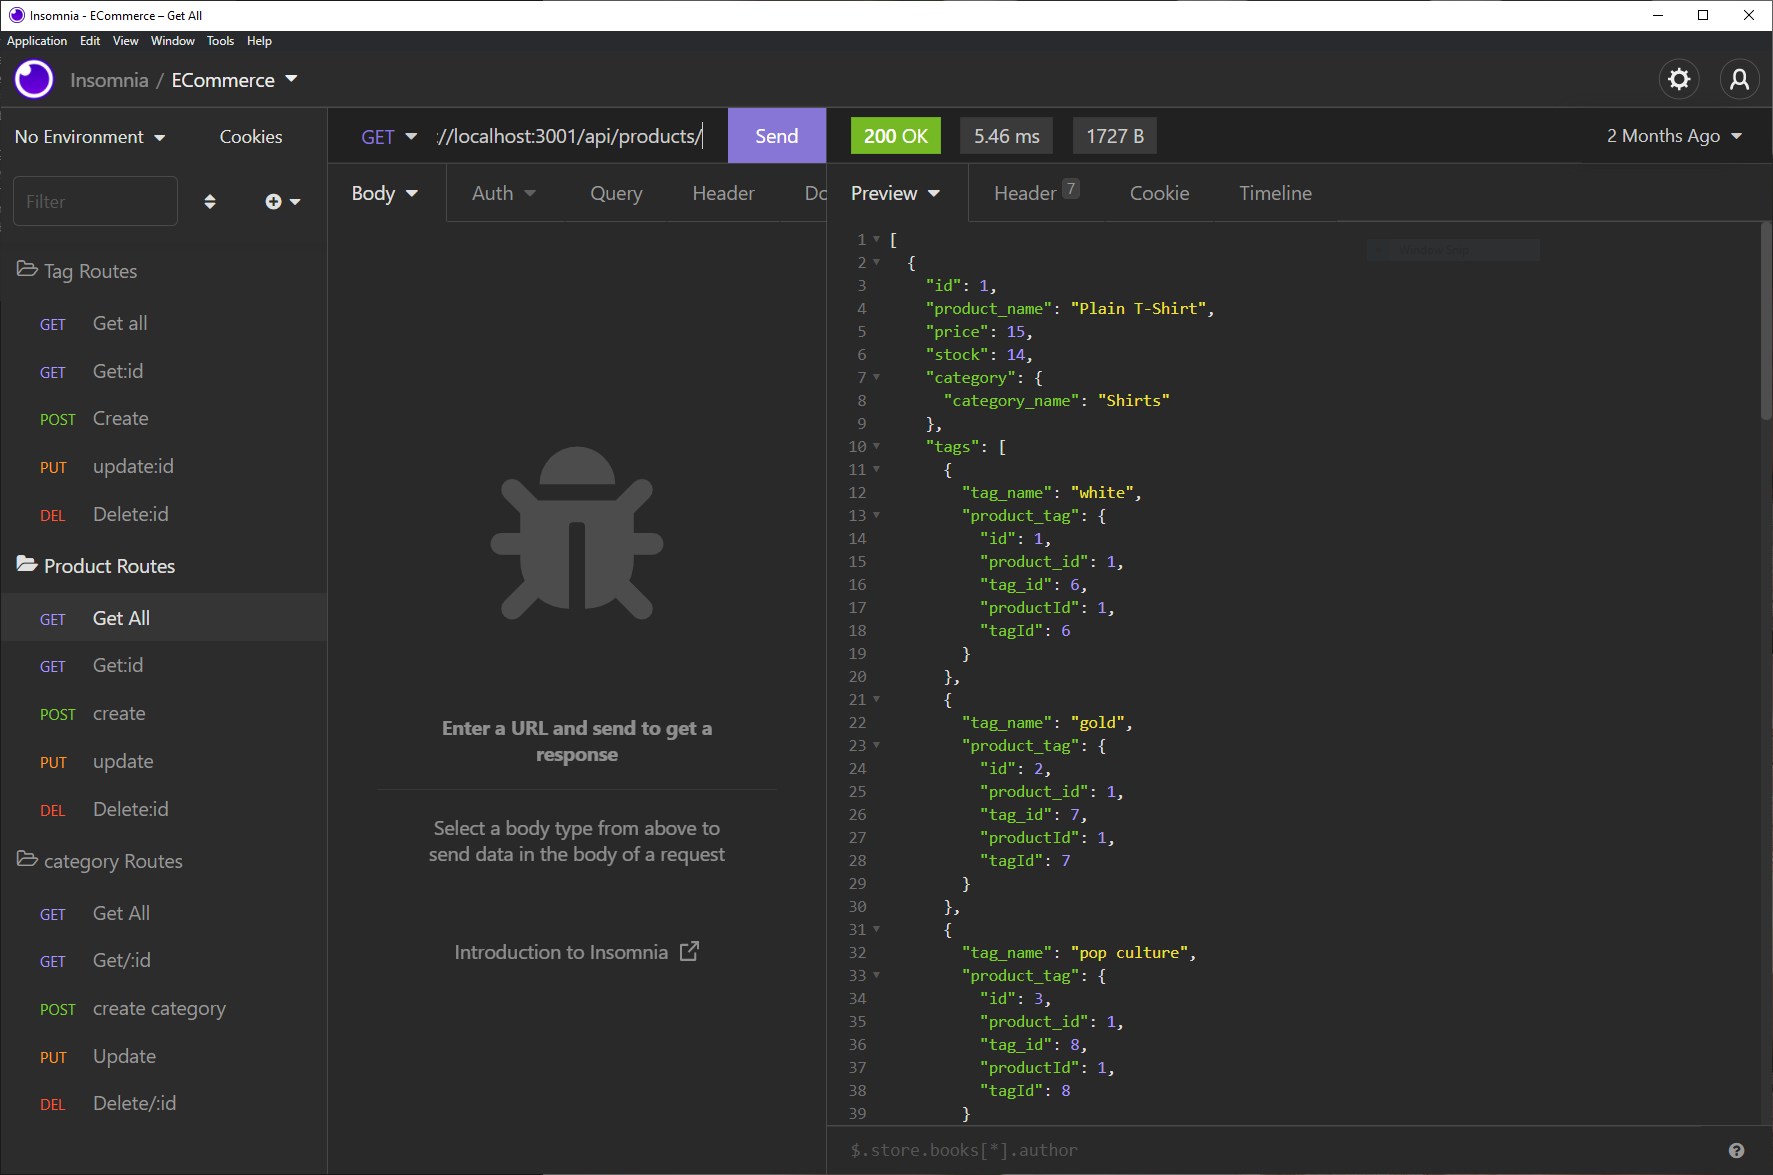 Insomnia - ECommerce – Get All
Application Edit View Window Tools Help
Insomnia / ECommerce
No Environment Cookies
Filter
Tag Routes
GET Get all
GET Get:id
POST Create
PUT update:id
DEL Delete:id
Product Routes
GET Get All
GET Get:id
POST create
PUT update
DEL Delete:id
category Routes
GET Get All
GET Get/:id
POST create category
PUT Update
DEL Delete/:id
GET ://localhost:3001/api/products/ Send
Body Auth Query Header Do
Enter a URL and send to get a
response
Select a body type from above to
send data in the body of a request
Introduction to Insomnia
200 OK 5.46 ms 1727 B 2 Months Ago
Preview Header 7 Cookie Timeline
1 [
2 {
3 "id": 1,
4 "product_name": "Plain T-Shirt",
5 "price": 15,
6 "stock": 14,
7 "category": {
8 "category_name": "Shirts"
9 },
10 "tags": [
11 {
12 "tag_name": "white",
13 "product_tag": {
14 "id": 1,
15 "product_id": 1,
16 "tag_id": 6,
17 "productId": 1,
18 "tagId": 6
19 }
20 },
21 {
22 "tag_name": "gold",
23 "product_tag": {
24 "id": 2,
25 "product_id": 1,
26 "tag_id": 7,
27 "productId": 1,
28 "tagId": 7
29 }
30 },
31 {
32 "tag_name": "pop culture",
33 "product_tag": {
34 "id": 3,
35 "product_id": 1,
36 "tag_id": 8,
37 "productId": 1,
38 "tagId": 8
39 }
$.store.books[*].author